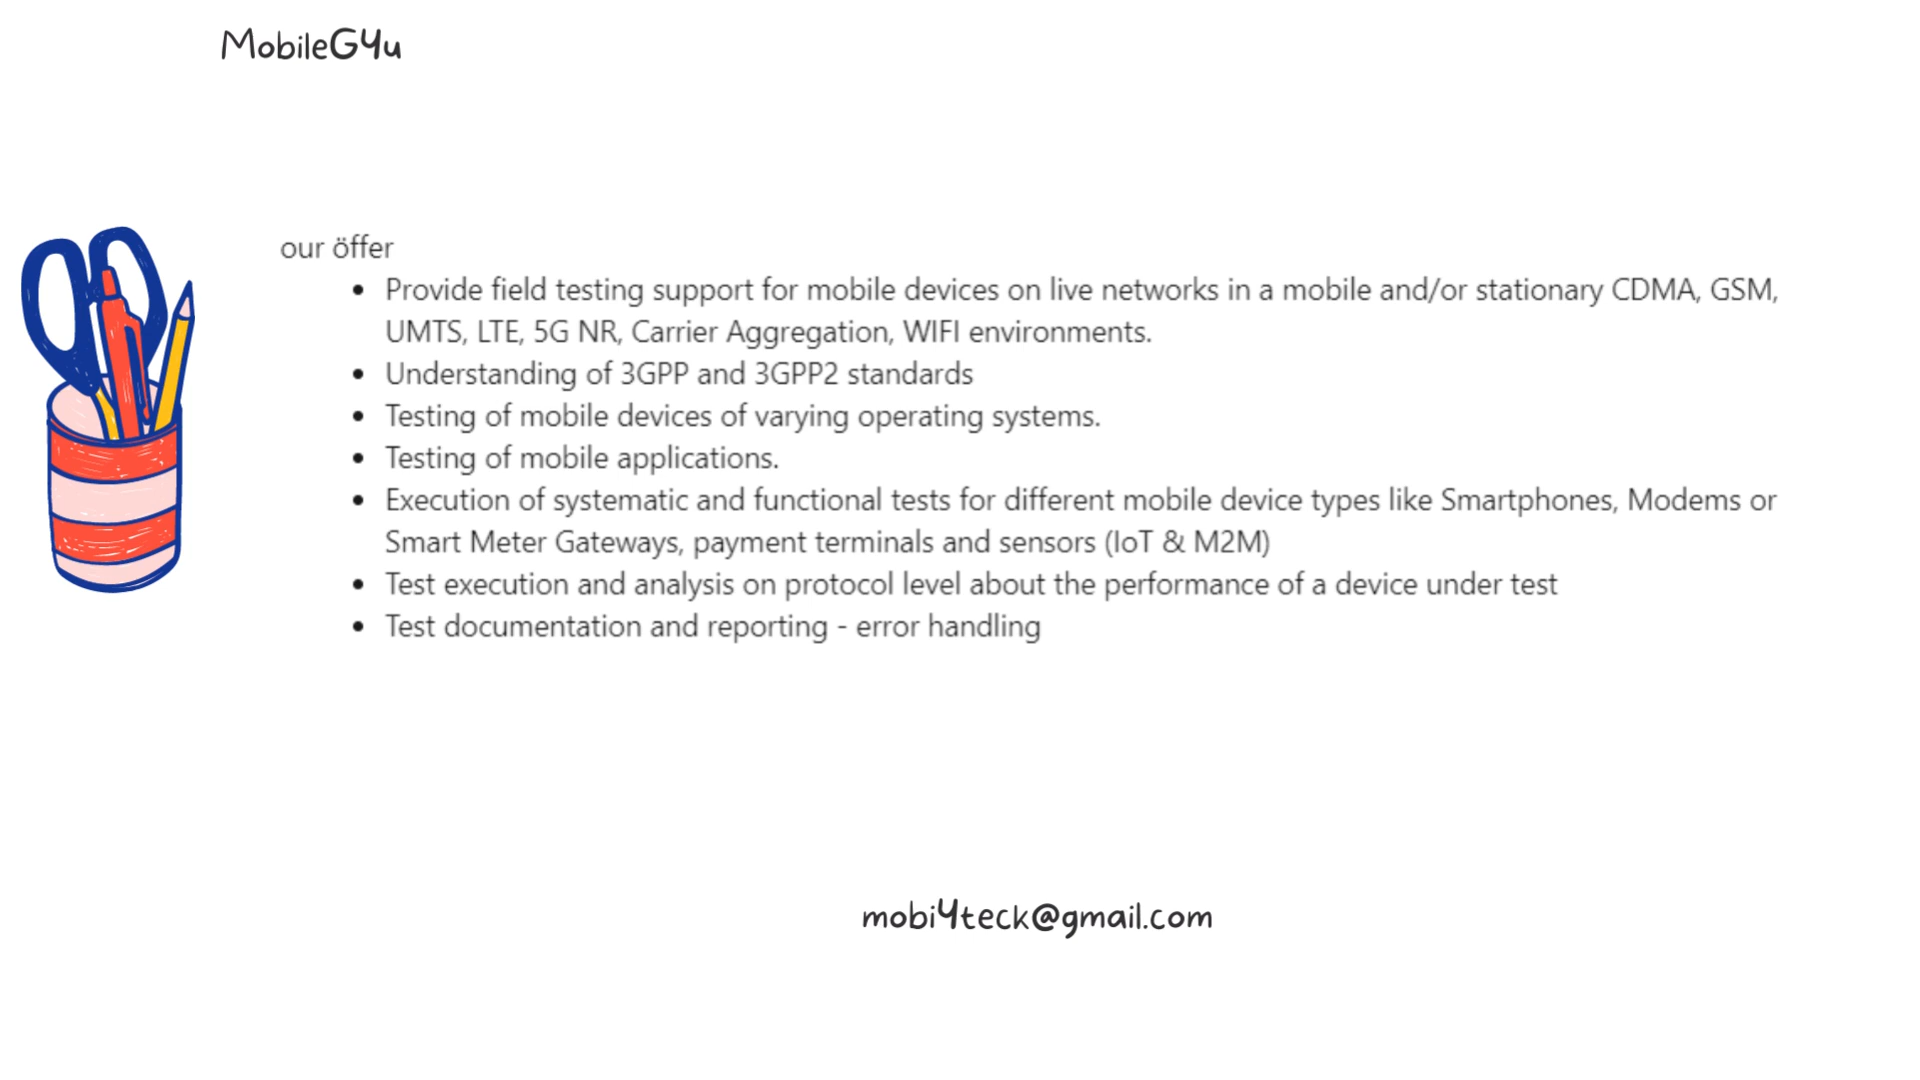 MobileG4u
our öffer
• Provide field testing support for mobile devices on live networks in a mobile and/or stationary CDMA, GSM,
UMTS, LTE, 5G NR, Carrier Aggregation, WIFI environments.
• Understanding of 3GPP and 3GPP2 standards
• Testing of mobile devices of varying operating systems.
• Testing of mobile applications.
• Execution of systematic and functional tests for different mobile device types like Smartphones, Modems or
Smart Meter Gateways, payment terminals and sensors (IoT & M2M)
• Test execution and analysis on protocol level about the performance of a device under test
• Test documentation and reporting - error handling
mobi4teck@gmail.com